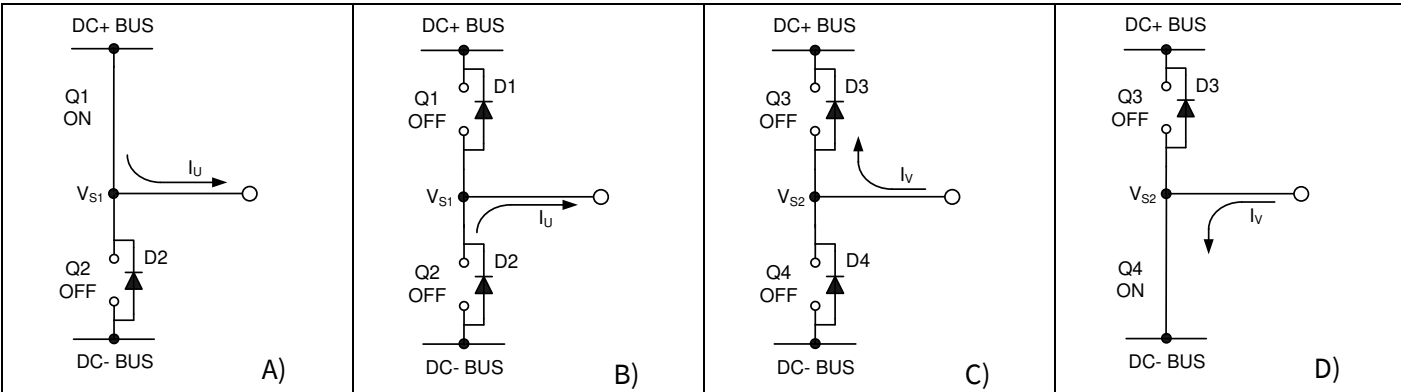 DC+ BUS
Q1
ON
I_U
V_S1
D2
Q2
OFF
DC- BUS
A)
DC+ BUS
D1
Q1
OFF
V_S1
I_U
D2
Q2
OFF
DC- BUS
B)
DC+ BUS
D3
Q3
OFF
I_V
V_S2
D4
Q4
OFF
DC- BUS
C)
DC+ BUS
D3
Q3
OFF
V_S2
I_V
Q4
ON
DC- BUS
D)